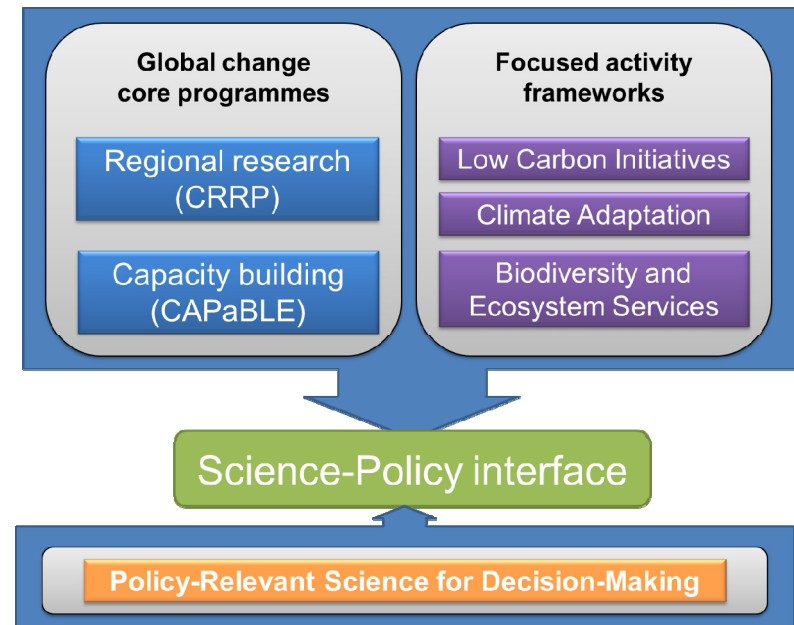 Global change
core programmes
Regional research
(CRRP)
Capacity building
(CAPaBLE)
Focused activity
frameworks
Low Carbon Initiatives
Climate Adaptation
Biodiversity and
Ecosystem Services
Science-Policy interface
Policy-Relevant Science for Decision-Making